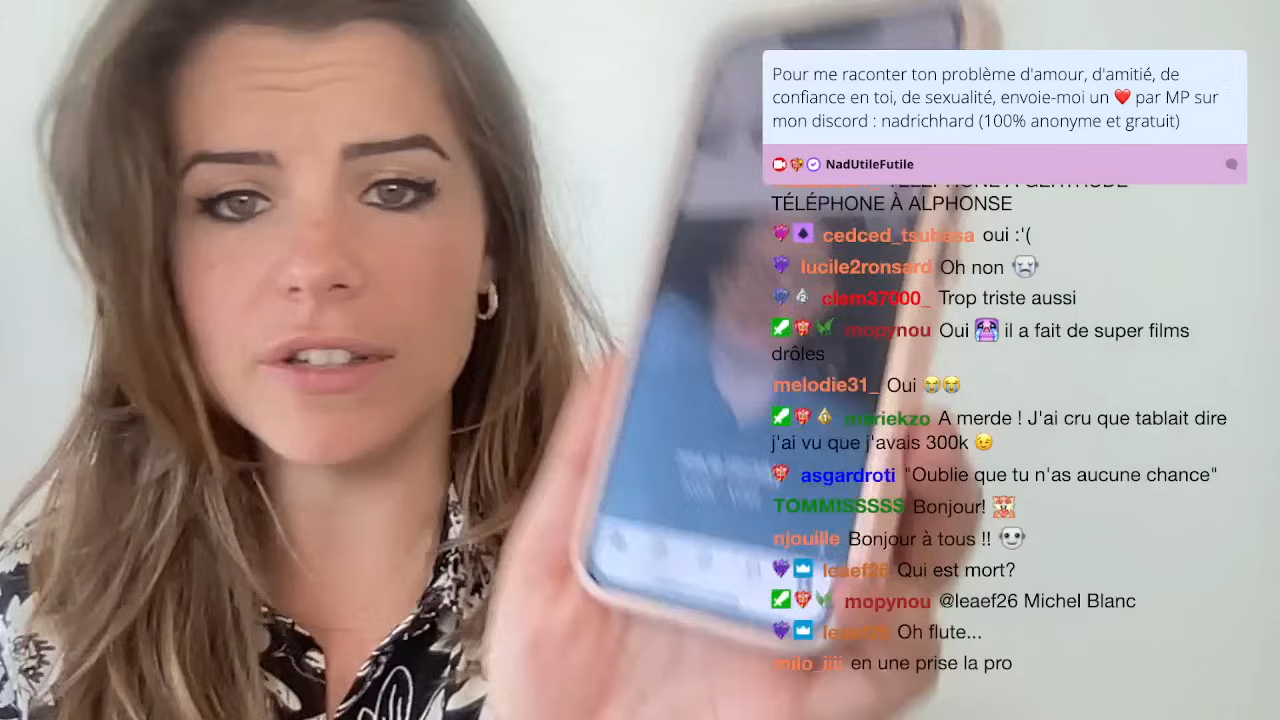 Pour me raconter ton problème d'amour, d'amitié, de
confiance en toi, de sexualité, envoie-moi un ❤️ par MP sur
mon discord : nadrichhard (100% anonyme et gratuit)
NadUtileFutile
TÉLÉPHONE À GERTRUDE
TÉLÉPHONE À ALPHONSE
cedced_tsubasa oui :'(
lucile2ronsard Oh non
clem37000_ Trop triste aussi
mopynou Oui il a fait de super films
drôles
melodie31_ Oui 😭😭
mariekzo A merde ! J'ai cru que tablait dire
j'ai vu que j'avais 300k 😉
asgardroti "Oublie que tu n'as aucune chance"
TOMMISSSSS Bonjour!
njouille Bonjour à tous !!
leaef26 Qui est mort?
mopynou @leaef26 Michel Blanc
leaef26 Oh flute...
milo_jiji en une prise la pro